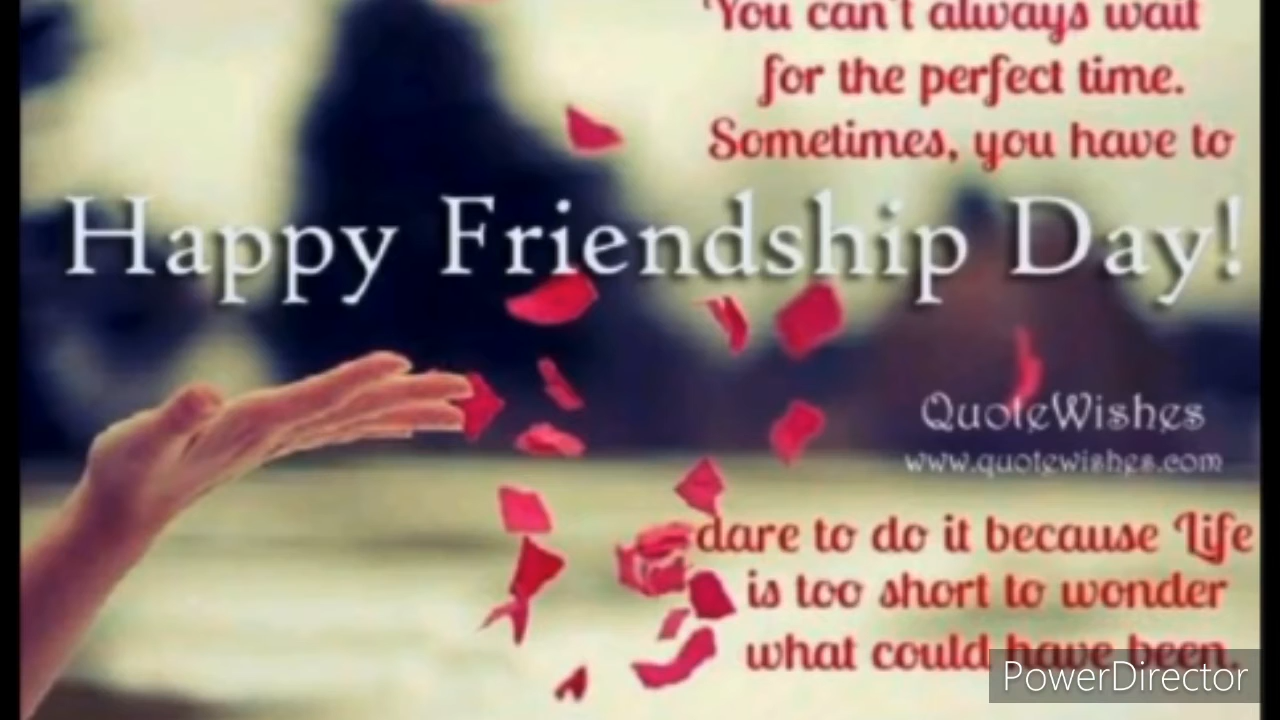 You can't always wait
for the perfect time.
Sometimes, you have to
Happy Friendship Day!
QuoteWishes
www.quotewishes.com
dare to do it because Life
is too short to wonder
what could have been.
PowerDirector